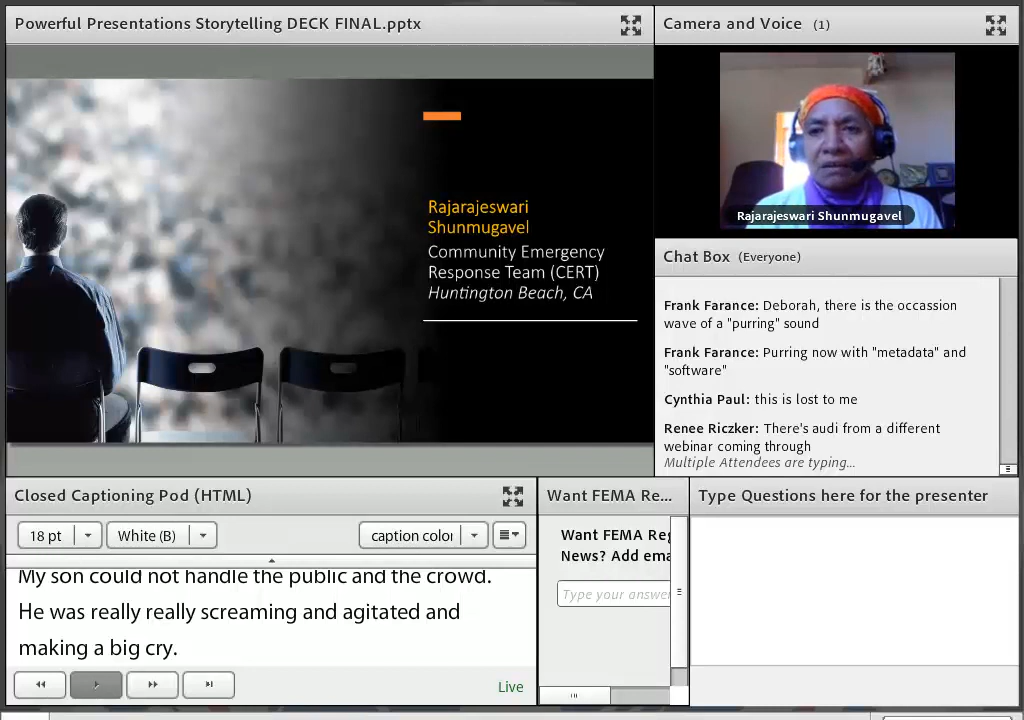 Powerful Presentations Storytelling DECK FINAL.pptx
Rajarajeswari
Shunmugavel
Community Emergency
Response Team (CERT)
Huntington Beach, CA
Camera and Voice (1)
Rajarajeswari Shunmugavel
Chat Box (Everyone)
Frank Farance: Deborah, there is the occassion
wave of a "purring" sound
Frank Farance: Purring now with "metadata" and
"software"
Cynthia Paul: this is lost to me
Renee Riczker: There's audi from a different
webinar coming through
Multiple Attendees are typing...
Closed Captioning Pod (HTML)
18 pt
White (B)
caption color
My son could not handle the public and the crowd.
He was really really screaming and agitated and
making a big cry.
Live
Want FEMA Re...
Want FEMA Reg
News? Add ema
Type your answer
Type Questions here for the presenter